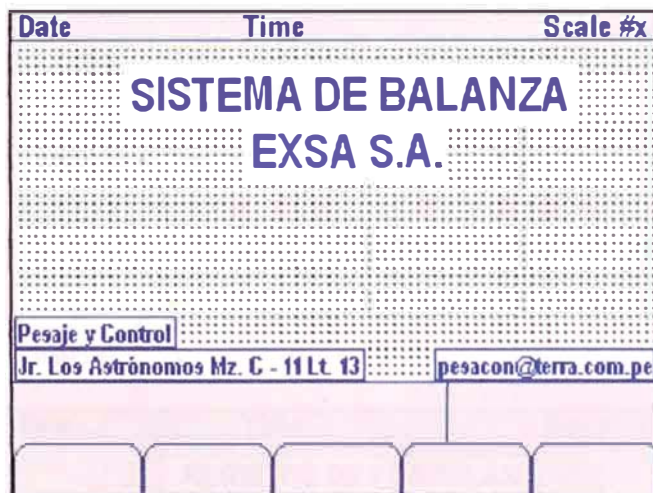 Date Time Scale #x
SISTEMA DE BALANZA
EXSA S.A.
Pesaje y Control
Jr. Los Astrónomos Mz. C - 11 Lt. 13 pesacon@terra.com.pe